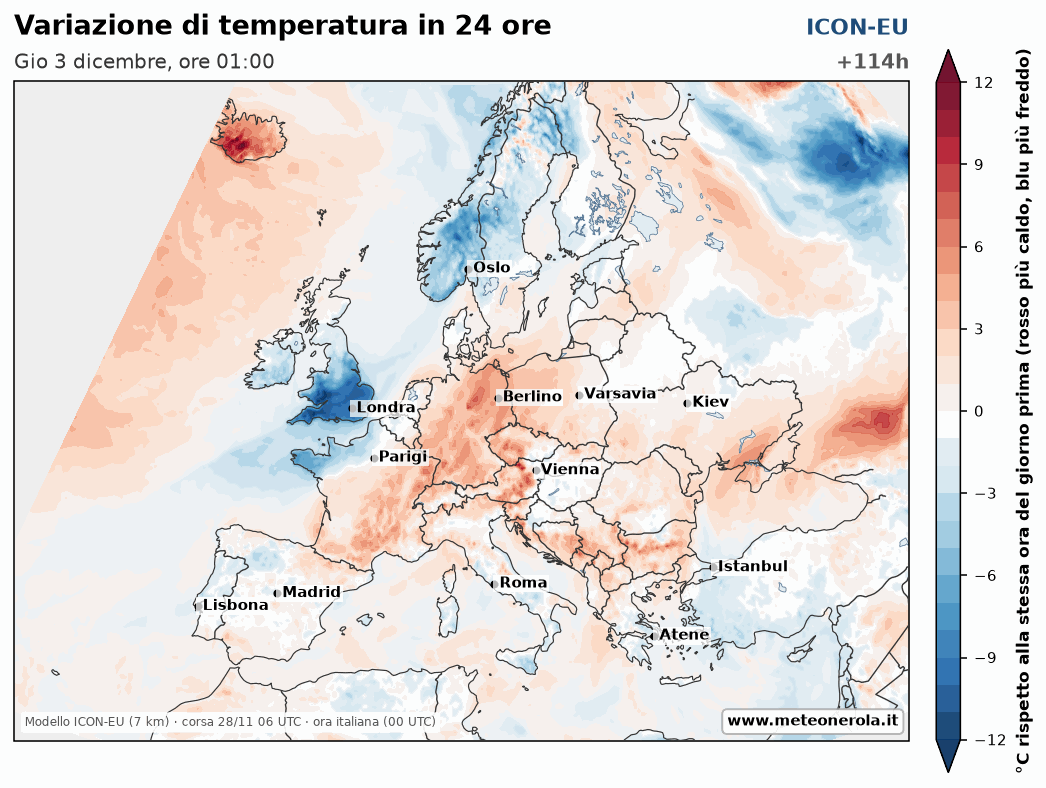 Variazione di temperatura in 24 ore
ICON-EU
Gio 3 dicembre, ore 01:00
+114h
12
9
6
3
0
−3
−6
−9
−12
°C rispetto alla stessa ora del giorno prima (rosso più caldo, blu più freddo)
Oslo
Londra
Berlino
Varsavia
Kiev
Parigi
Vienna
Istanbul
Roma
Madrid
Lisbona
Atene
Modello ICON-EU (7 km) · corsa 28/11 06 UTC · ora italiana (00 UTC)
www.meteonerola.it